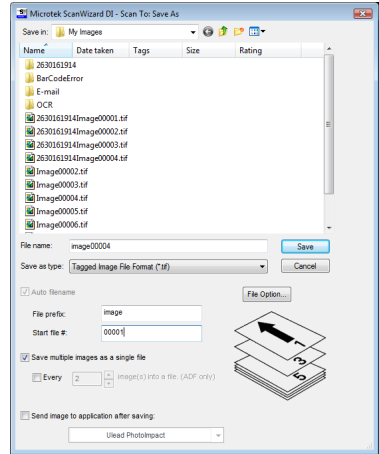 Microtek ScanWizard DI - Scan To: Save As
Save in: My Images
Name Date taken Tags Size Rating
2630161914
BarCodeError
E-mail
OCR
2630161914Image00001.tif
2630161914Image00002.tif
2630161914Image00003.tif
2630161914Image00004.tif
Image00002.tif
Image00003.tif
Image00004.tif
Image00005.tif
Image00006.tif
File name: image00004 Save
Save as type: Tagged Image File Format (*.tif) Cancel
Auto filename File Option...
File prefix: image
Start file #: 00001
Save multiple images as a single file
Every 2 image(s) into a file. (ADF only)
1
3
5
Send image to application after saving:
Ulead PhotoImpact